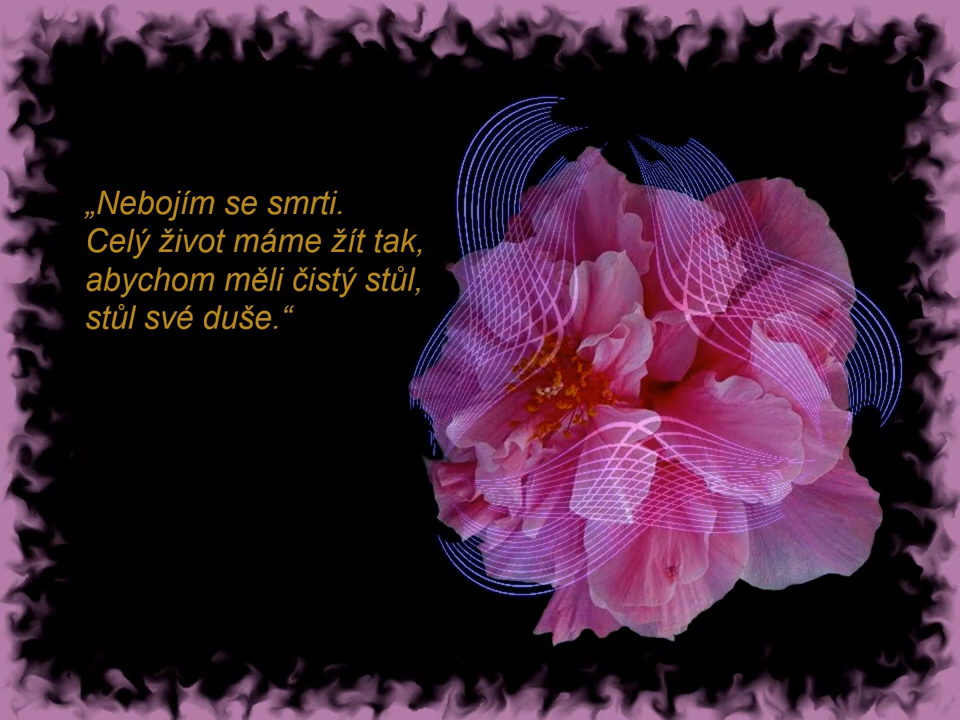 „Nebojím se smrti.
Celý život máme žít tak,
abychom měli čistý stůl,
stůl své duše.“